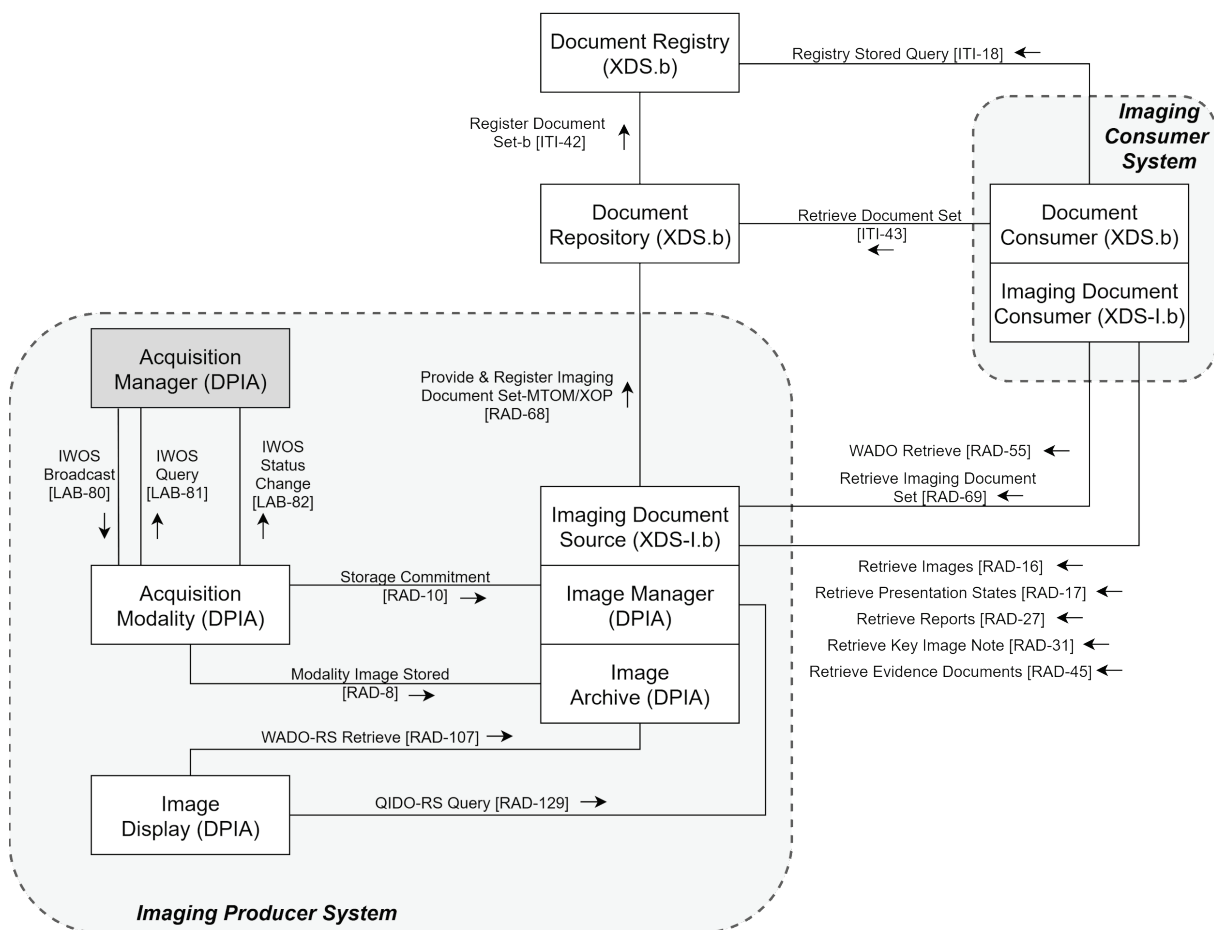 Document Registry
(XDS.b)
Registry Stored Query [ITI-18]
Imaging
Consumer
System
Register Document
Set-b [ITI-42]
Document
Repository (XDS.b)
Retrieve Document Set
[ITI-43]
Document
Consumer (XDS.b)
Imaging Document
Consumer (XDS-I.b)
Acquisition
Manager (DPIA)
Provide & Register Imaging
Document Set-MTOM/XOP
[RAD-68]
IWOS
Broadcast
[LAB-80]
IWOS
Query
[LAB-81]
IWOS
Status
Change
[LAB-82]
WADO Retrieve [RAD-55]
Retrieve Imaging Document
Set [RAD-69]
Imaging Document
Source (XDS-I.b)
Acquisition
Modality (DPIA)
Storage Commitment
[RAD-10]
Image Manager
(DPIA)
Retrieve Images [RAD-16]
Retrieve Presentation States [RAD-17]
Retrieve Reports [RAD-27]
Retrieve Key Image Note [RAD-31]
Retrieve Evidence Documents [RAD-45]
Modality Image Stored
[RAD-8]
Image
Archive (DPIA)
WADO-RS Retrieve [RAD-107]
Image
Display (DPIA)
QIDO-RS Query [RAD-129]
Imaging Producer System